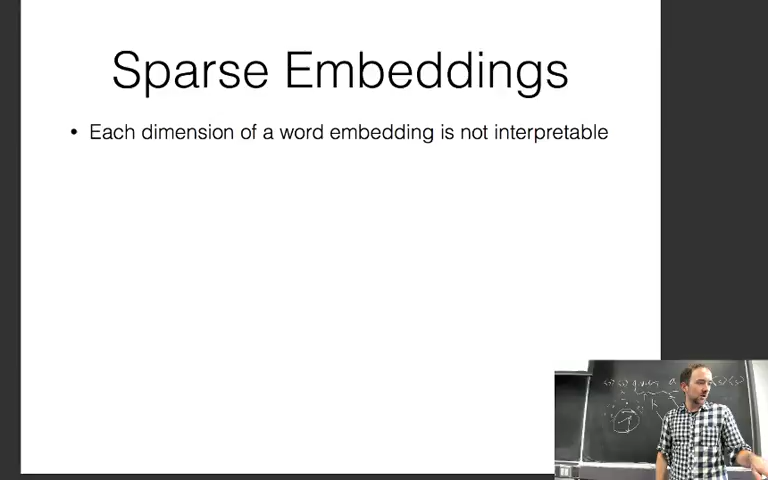 Sparse Embeddings
• Each dimension of a word embedding is not interpretable